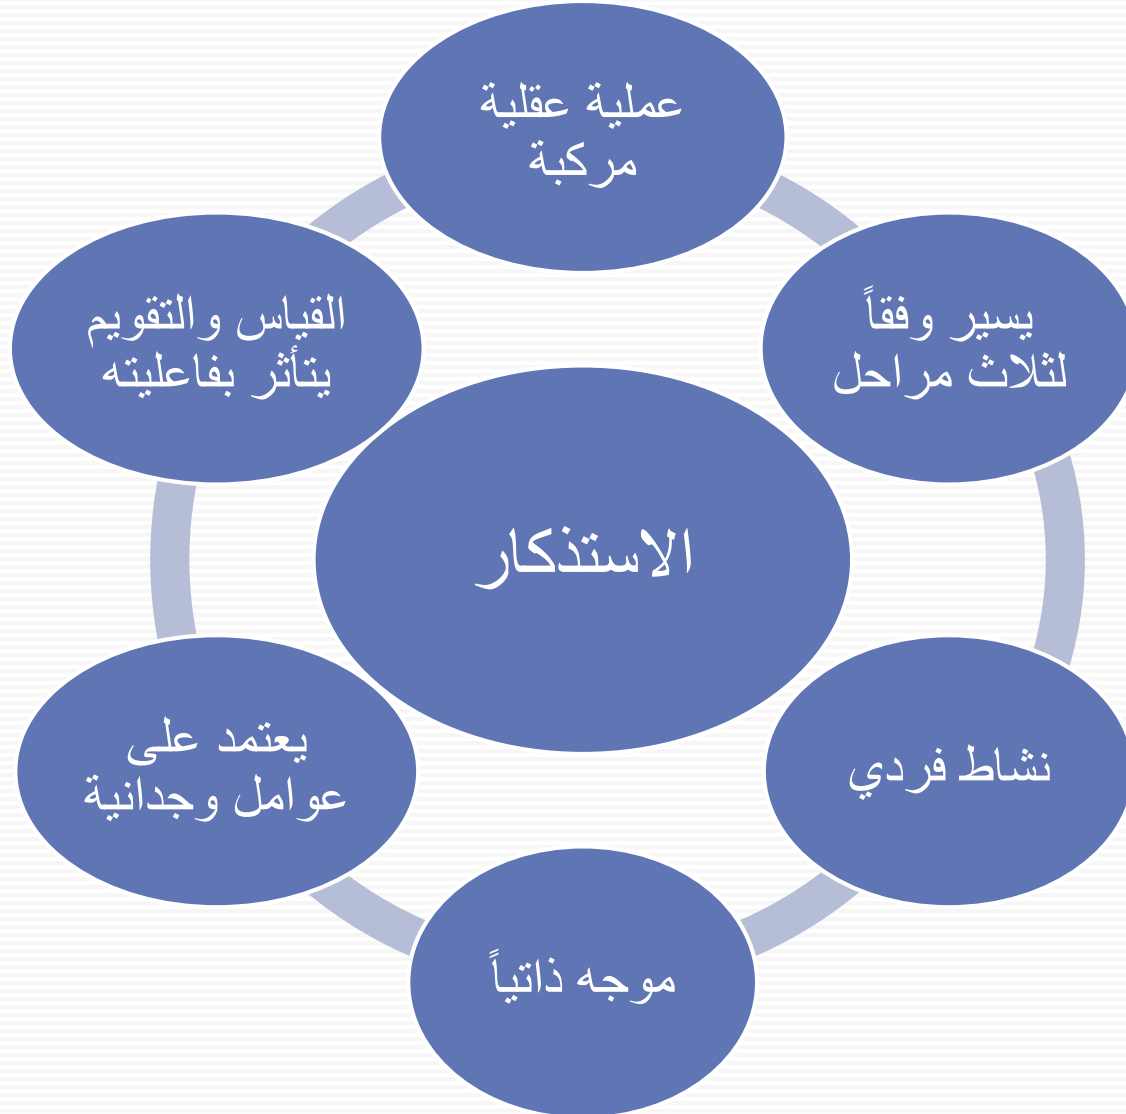 عملية عقلية
مركبة
يسير وفقاً
لثلاث مراحل
نشاط فردي
موجه ذاتياً
يعتمد على
عوامل وجدانية
القياس والتقويم
يتأثر بفاعليته
الاستذكار